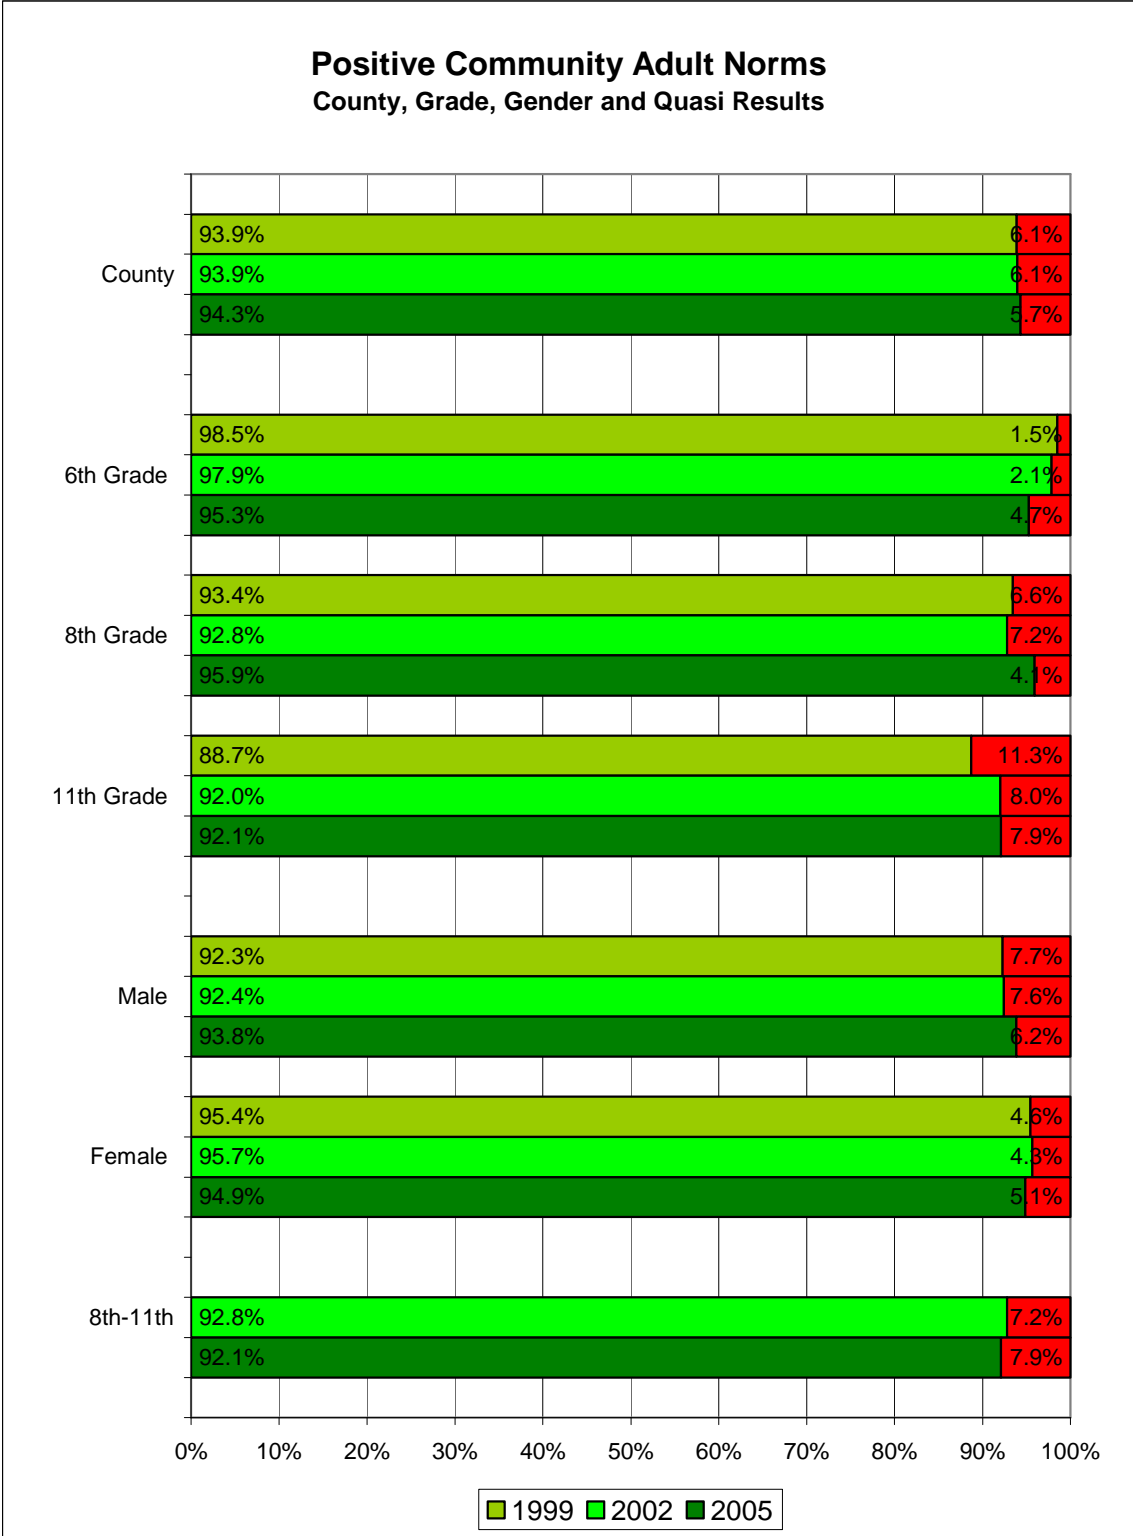 Positive Community Adult Norms
County, Grade, Gender and Quasi Results
93.9% 6.1%
County 93.9% 6.1%
94.3% 5.7%
98.5% 1.5%
6th Grade 97.9% 2.1%
95.3% 4.7%
93.4% 6.6%
8th Grade 92.8% 7.2%
95.9% 4.1%
88.7% 11.3%
11th Grade 92.0% 8.0%
92.1% 7.9%
92.3% 7.7%
Male 92.4% 7.6%
93.8% 6.2%
95.4% 4.6%
Female 95.7% 4.3%
94.9% 5.1%
8th-11th 92.8% 7.2%
92.1% 7.9%
0% 10% 20% 30% 40% 50% 60% 70% 80% 90% 100%
1999 2002 2005